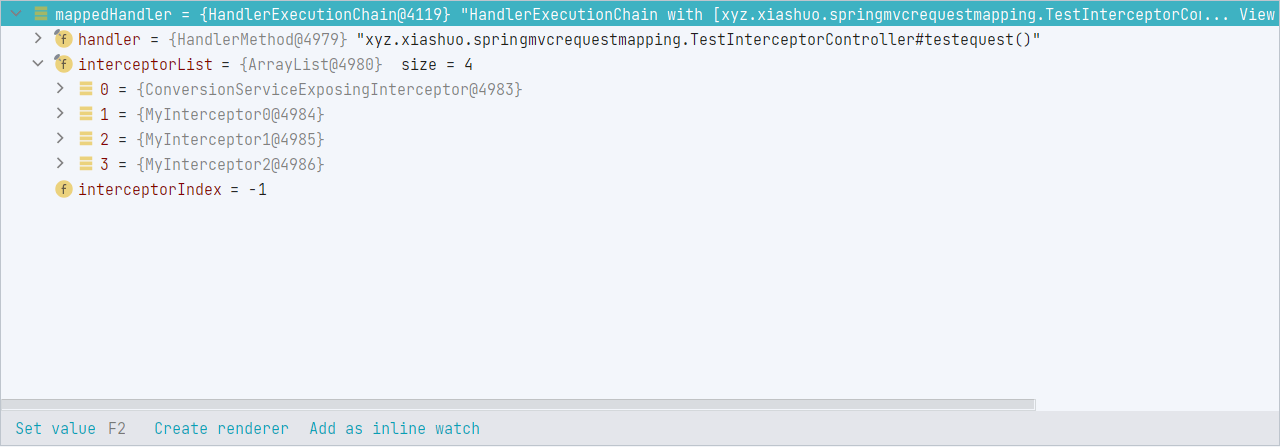 mappedHandler = {HandlerExecutionChain@4119} "HandlerExecutionChain with [xyz.xiashuo.springmvcrequestmapping.TestInterceptorCor... View
f handler = {HandlerMethod@4979} "xyz.xiashuo.springmvcrequestmapping.TestInterceptorController#testequest()"
f interceptorList = {ArrayList@4980} size = 4
0 = {ConversionServiceExposingInterceptor@4983}
1 = {MyInterceptor0@4984}
2 = {MyInterceptor1@4985}
3 = {MyInterceptor2@4986}
f interceptorIndex = -1
Set value F2 Create renderer Add as inline watch